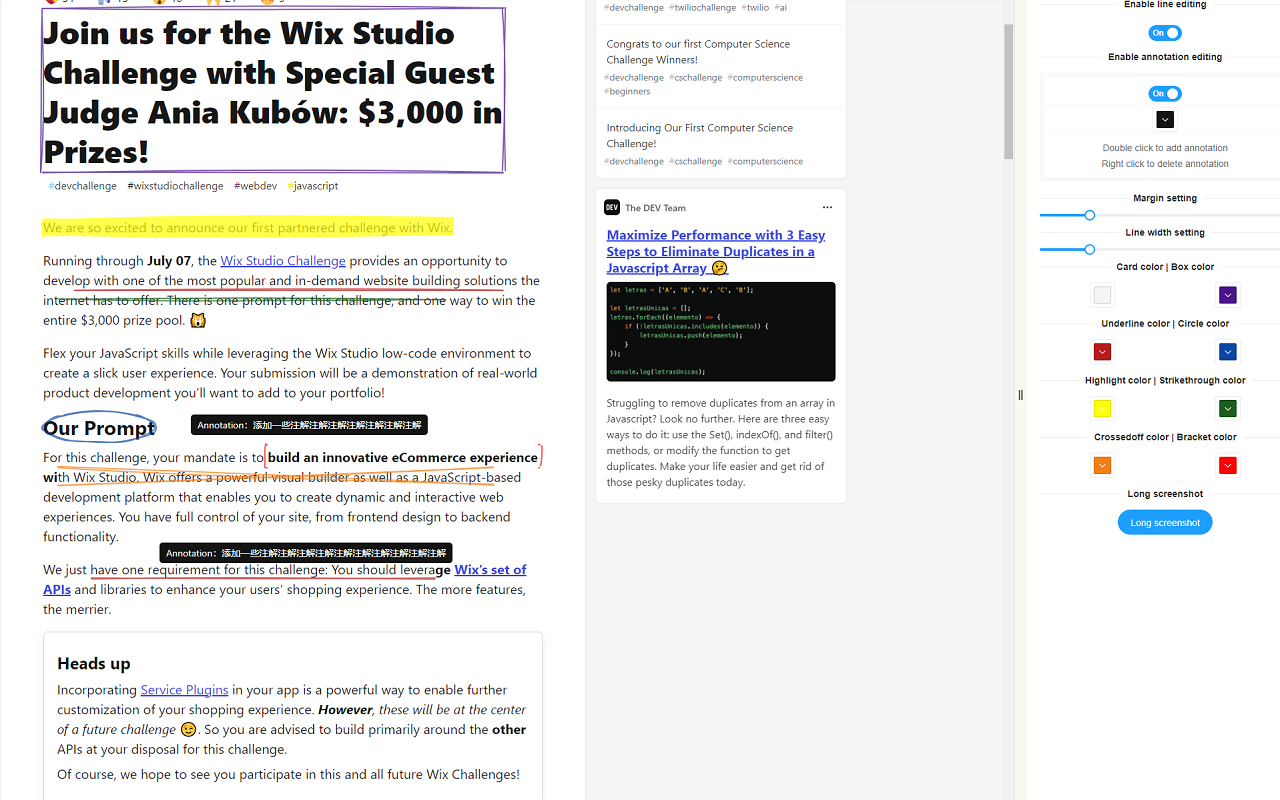 Join us for the Wix Studio
Challenge with Special Guest
Judge Ania Kubów: $3,000 in
Prizes!
#devchallenge #wixstudiochallenge #webdev #javascript
We are so excited to announce our first partnered challenge with Wix.
Running through July 07, the Wix Studio Challenge provides an opportunity to
develop with one of the most popular and in-demand website building solutions the
internet has to offer. There is one prompt for this challenge, and one way to win the
entire $3,000 prize pool. 🙀
Flex your JavaScript skills while leveraging the Wix Studio low-code environment to
create a slick user experience. Your submission will be a demonstration of real-world
product development you’ll want to add to your portfolio!
Our Prompt
Annotation: 添加一些注解注解注解注解注解注解注解注解
For this challenge, your mandate is to build an innovative eCommerce experience
with Wix Studio. Wix offers a powerful visual builder as well as a JavaScript-based
development platform that enables you to create dynamic and interactive web
experiences. You have full control of your site, from frontend design to backend
functionality.
Annotation: 添加一些注解注解注解注解注解注解注解注解注解注解
We just have one requirement for this challenge: You should leverage Wix’s set of
APIs and libraries to enhance your users’ shopping experience. The more features,
the merrier.
Heads up
Incorporating Service Plugins in your app is a powerful way to enable further
customization of your shopping experience. However, these will be at the center
of a future challenge 😉. So you are advised to build primarily around the other
APIs at your disposal for this challenge.
Of course, we hope to see you participate in this and all future Wix Challenges!
#devchallenge #twiliochallenge #twilio #ai
Congrats to our first Computer Science
Challenge Winners!
#devchallenge #cschallenge #computerscience
#beginners
Introducing Our First Computer Science
Challenge!
#devchallenge #cschallenge #computerscience
DEV The DEV Team ...
Maximize Performance with 3 Easy
Steps to Eliminate Duplicates in a
Javascript Array 🤔
let letras = ['A', 'B', 'A', 'C', 'B'];
let letrasUnicas = [];
letras.forEach((elemento) => {
if (!letrasUnicas.includes(elemento)) {
letrasUnicas.push(elemento);
}
});
console.log(letrasUnicas);
Struggling to remove duplicates from an array in
Javascript? Look no further. Here are three easy
ways to do it: use the Set(), indexOf(), and filter()
methods, or modify the function to get
duplicates. Make your life easier and get rid of
those pesky duplicates today.
Enable line editing
On
Enable annotation editing
On
Double click to add annotation
Right click to delete annotation
Margin setting
Line width setting
Card color | Box color
Underline color | Circle color
Highlight color | Strikethrough color
Crossedoff color | Bracket color
Long screenshot
Long screenshot